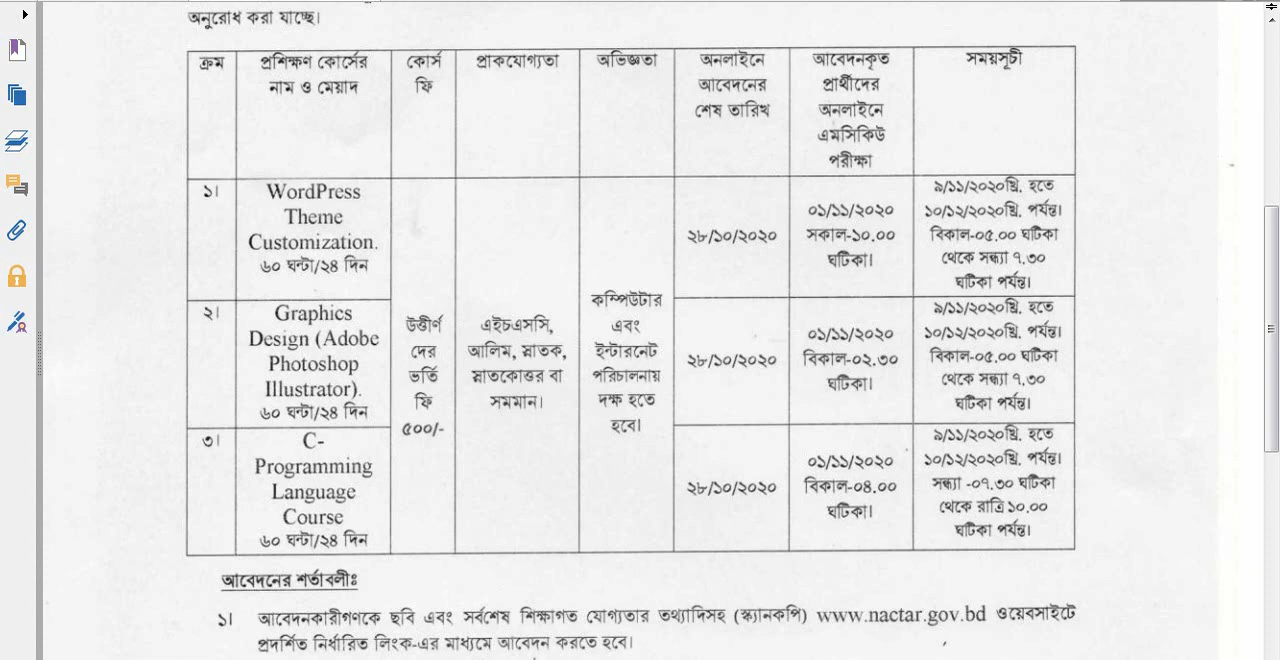 অনুরোধ করা যাচ্ছে।
ক্রম
প্রশিক্ষণ কোর্সের
নাম ও মেয়াদ
কোর্স
ফি
প্রাকযোগ্যতা
অভিজ্ঞতা
অনলাইনে
আবেদনের
শেষ তারিখ
আবেদনকৃত
প্রার্থীদের
অনলাইনে
এমসিকিউ
পরীক্ষা
সময়সূচী
১।
WordPress
Theme
Customization.
৬০ ঘন্টা/২৪ দিন
উত্তীর্ণ
দের
ভর্তি
ফি
৫০০/-
এইচএসসি,
আলিম, স্নাতক,
স্নাতকোত্তর বা
সমমান।
কম্পিউটার
এবং
ইন্টারনেট
পরিচালনায়
দক্ষ হতে
হবে।
২৮/১০/২০২০
০১/১১/২০২০
সকাল-১০.০০
ঘটিকা।
৯/১১/২০২০খ্রি. হতে
১০/১২/২০২০খ্রি. পর্যন্ত।
বিকাল-০৫.০০ ঘটিকা
থেকে সন্ধ্যা ৭.৩০
ঘটিকা পর্যন্ত।
২।
Graphics
Design (Adobe
Photoshop
Illustrator).
৬০ ঘন্টা/২৪ দিন
২৮/১০/২০২০
০১/১১/২০২০
বিকাল-০২.৩০
ঘটিকা।
৯/১১/২০২০খ্রি. হতে
১০/১২/২০২০খ্রি. পর্যন্ত।
বিকাল-০৫.০০ ঘটিকা
থেকে সন্ধ্যা ৭.৩০
ঘটিকা পর্যন্ত।
৩।
C-
Programming
Language
Course
৬০ ঘন্টা/২৪ দিন
২৮/১০/২০২০
০১/১১/২০২০
বিকাল-০৪.০০
ঘটিকা।
৯/১১/২০২০খ্রি. হতে
১০/১২/২০২০খ্রি. পর্যন্ত।
সন্ধ্যা -০৭.৩০ ঘটিকা
থেকে রাত্রি ১০.০০
ঘটিকা পর্যন্ত।
আবেদনের শর্তাবলীঃ
১। আবেদনকারীগণকে ছবি এবং সর্বশেষ শিক্ষাগত যোগ্যতার তথ্যাদিসহ (স্ক্যানকপি) www.nactar.gov.bd ওয়েবসাইটে
প্রদর্শিত নির্ধারিত লিংক-এর মাধ্যমে আবেদন করতে হবে।